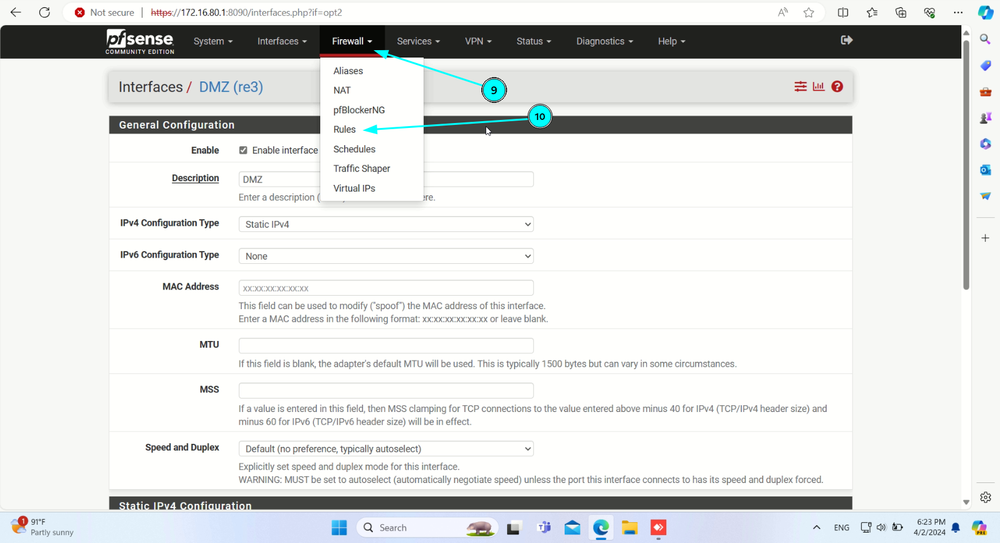 Not secure | https://172.16.80.1:8090/interfaces.php?if=opt2
pfsense
COMMUNITY EDITION
System Interfaces Firewall Services VPN Status Diagnostics Help
Aliases
NAT
pfBlockerNG
Rules
Schedules
Traffic Shaper
Virtual IPs
9
10
Interfaces / DMZ (re3)
General Configuration
Enable
Enable interface
Description
DMZ
Enter a description ( ere.
IPv4 Configuration Type
Static IPv4
IPv6 Configuration Type
None
MAC Address
xx:xx:xx:xx:xx:xx
This field can be used to modify ("spoof") the MAC address of this interface.
Enter a MAC address in the following format: xx:xx:xx:xx:xx:xx or leave blank.
MTU
If this field is blank, the adapter's default MTU will be used. This is typically 1500 bytes but can vary in some circumstances.
MSS
If a value is entered in this field, then MSS clamping for TCP connections to the value entered above minus 40 for IPv4 (TCP/IPv4 header size) and
minus 60 for IPv6 (TCP/IPv6 header size) will be in effect.
Speed and Duplex
Default (no preference, typically autoselect)
Explicitly set speed and duplex mode for this interface.
WARNING: MUST be set to autoselect (automatically negotiate speed) unless the port this interface connects to has its speed and duplex forced.
Static IPv4 Configuration
1
91°F
Partly sunny
Search
ENG
6:23 PM
4/2/2024
PRE